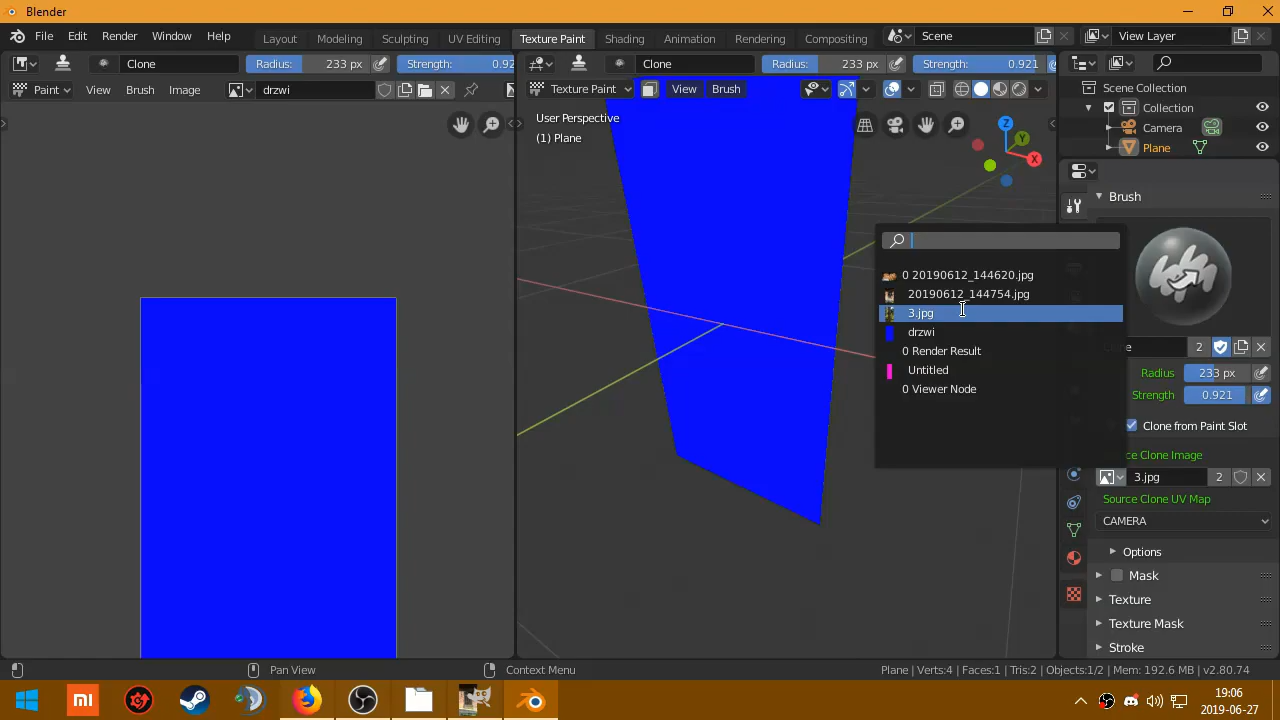 Blender
File Edit Render Window Help Layout Modeling Sculpting UV Editing Texture Paint Shading Animation Rendering Compositing Scene View Layer
Clone Radius: 233 px Strength: 0.92 Clone Radius: 233 px Strength: 0.921
Paint View Brush Image drzwi Texture Paint View Brush
Scene Collection
Collection
Camera
Plane
User Perspective
(1) Plane
Z
Y
X
Brush
0 20190612_144620.jpg
20190612_144754.jpg
3.jpg
drzwi
0 Render Result
Untitled
0 Viewer Node
2
Radius 233 px
Strength 0.921
Clone from Paint Slot
Clone Image
3.jpg 2
Source Clone UV Map
CAMERA
Options
Mask
Texture
Texture Mask
Stroke
Pan View Context Menu Plane | Verts:4 | Faces:1 | Tris:2 | Objects:1/2 | Mem: 192.6 MB | v2.80.74
19:06
2019-06-27